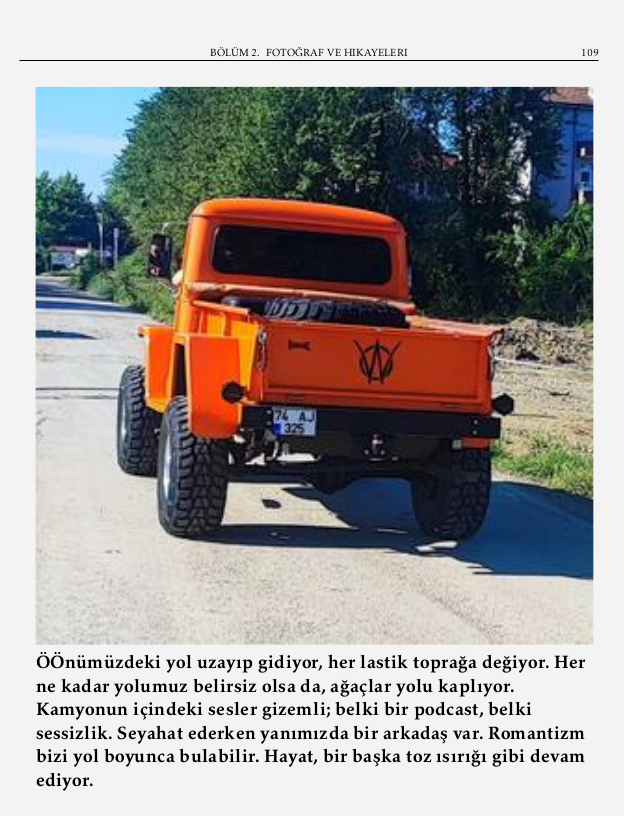 BÖLÜM 2. FOTOĞRAF VE HIKAYELERI 109
74 AJ
325
ÖÖnümüzdeki yol uzayıp gidiyor, her lastik toprağa değiyor. Her
ne kadar yolumuz belirsiz olsa da, ağaçlar yolu kaplıyor.
Kamyonun içindeki sesler gizemli; belki bir podcast, belki
sessizlik. Seyahat ederken yanımızda bir arkadaş var. Romantizm
bizi yol boyunca bulabilir. Hayat, bir başka toz ısırığı gibi devam
ediyor.